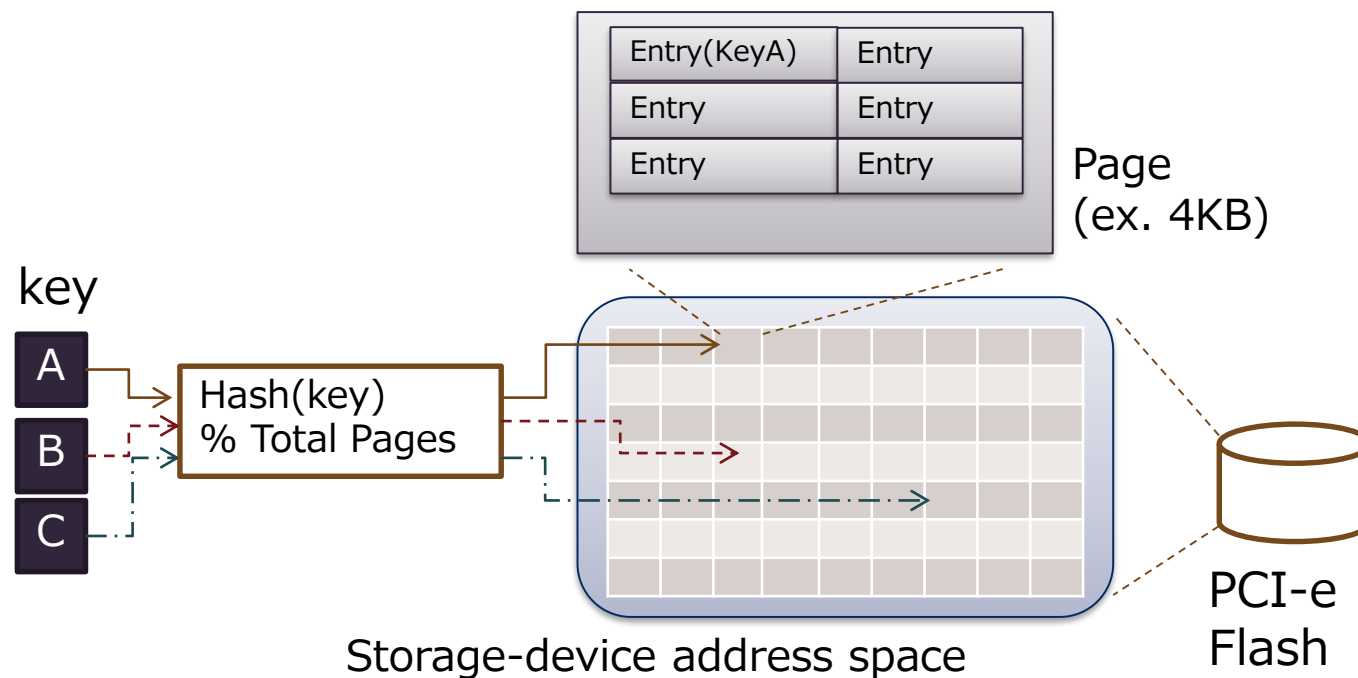 Entry(KeyA) Entry
Entry Entry
Entry Entry
Page
(ex. 4KB)
key
A
B
C
Hash(key)
% Total Pages
PCI-e
Flash
Storage-device address space